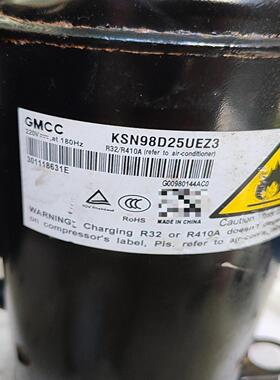 GMCC
KSN98D25UEZ3
220V at 180Hz
R32/R410A (refer to air-conditioner)
301118631E
G00980144AC0
RoHS
MADE IN CHINA
Caution
WARNING: Charging R32 or R410A doesn
on compressor's label, Pls. refer to air-con